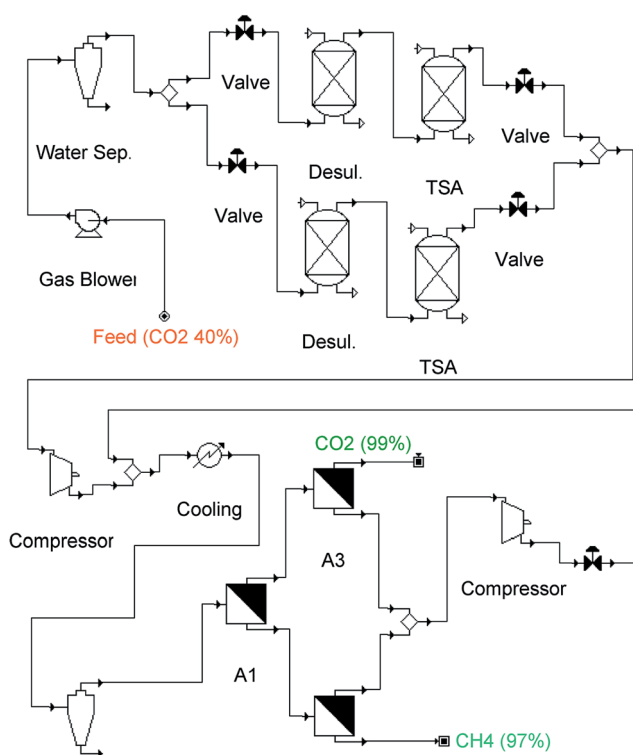 Valve
Valve
Water Sep.
Desul.
TSA
Valve
Valve
Gas Blower
Feed (CO2 40%)
Desul.
TSA
CO2 (99%)
Cooling
Compressor
A3
Compressor
A1
CH4 (97%)